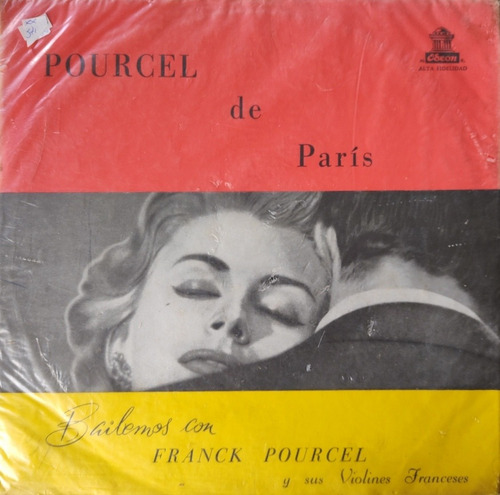 POURCEL
de
París
Odeon
ALTA FIDELIDAD
Bailemos con
FRANCK POURCEL
y sus Violines Franceses